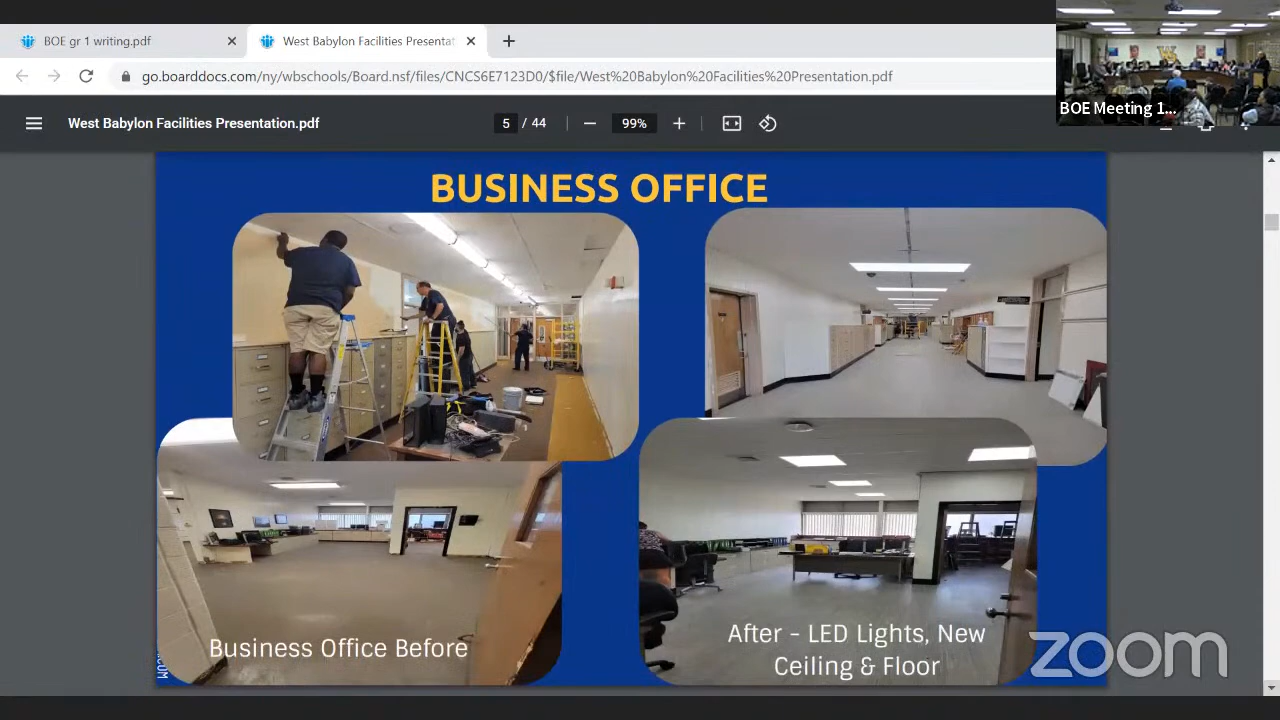 BOE gr 1 writing.pdf
West Babylon Facilities Presentat
go.boarddocs.com/ny/wbschools/Board.nsf/files/CNCS6E7123D0/$file/West%20Babylon%20Facilities%20Presentation.pdf
BOE Meeting 1...
West Babylon Facilities Presentation.pdf
5 / 44
99%
BUSINESS OFFICE
Business Office Before
After - LED Lights, New
Ceiling & Floor
zoom